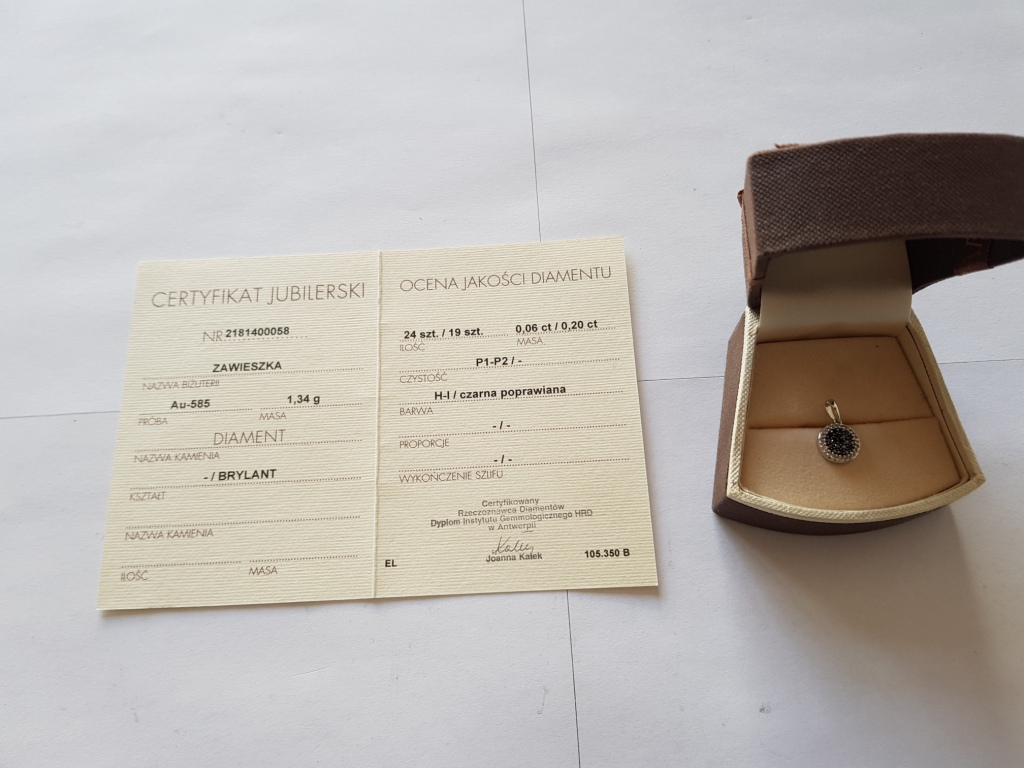 CERTYFIKAT JUBILERSKI
NR 2181400058
ZAWIESZKA
NAZWA BIŻUTERII
Au-585 1,34 g
PRÓBA MASA
DIAMENT
NAZWA KAMIENIA
- / BRYLANT
KSZTAŁT
NAZWA KAMIENIA
ILOŚĆ MASA
OCENA JAKOŚCI DIAMENTU
24 szt. / 19 szt. 0,06 ct / 0,20 ct
ILOŚĆ MASA
P1-P2 / -
CZYSTOŚĆ
H-I / czarna poprawiana
BARWA
- / -
PROPORCJE
- / -
WYKOŃCZENIE SZLIFU
Certyfikowany
Rzeczoznawca Diamentów
Dyplom Instytutu Gemmologicznego HRD
w Antwerpii
Joanna Kałek
EL 105.350 B